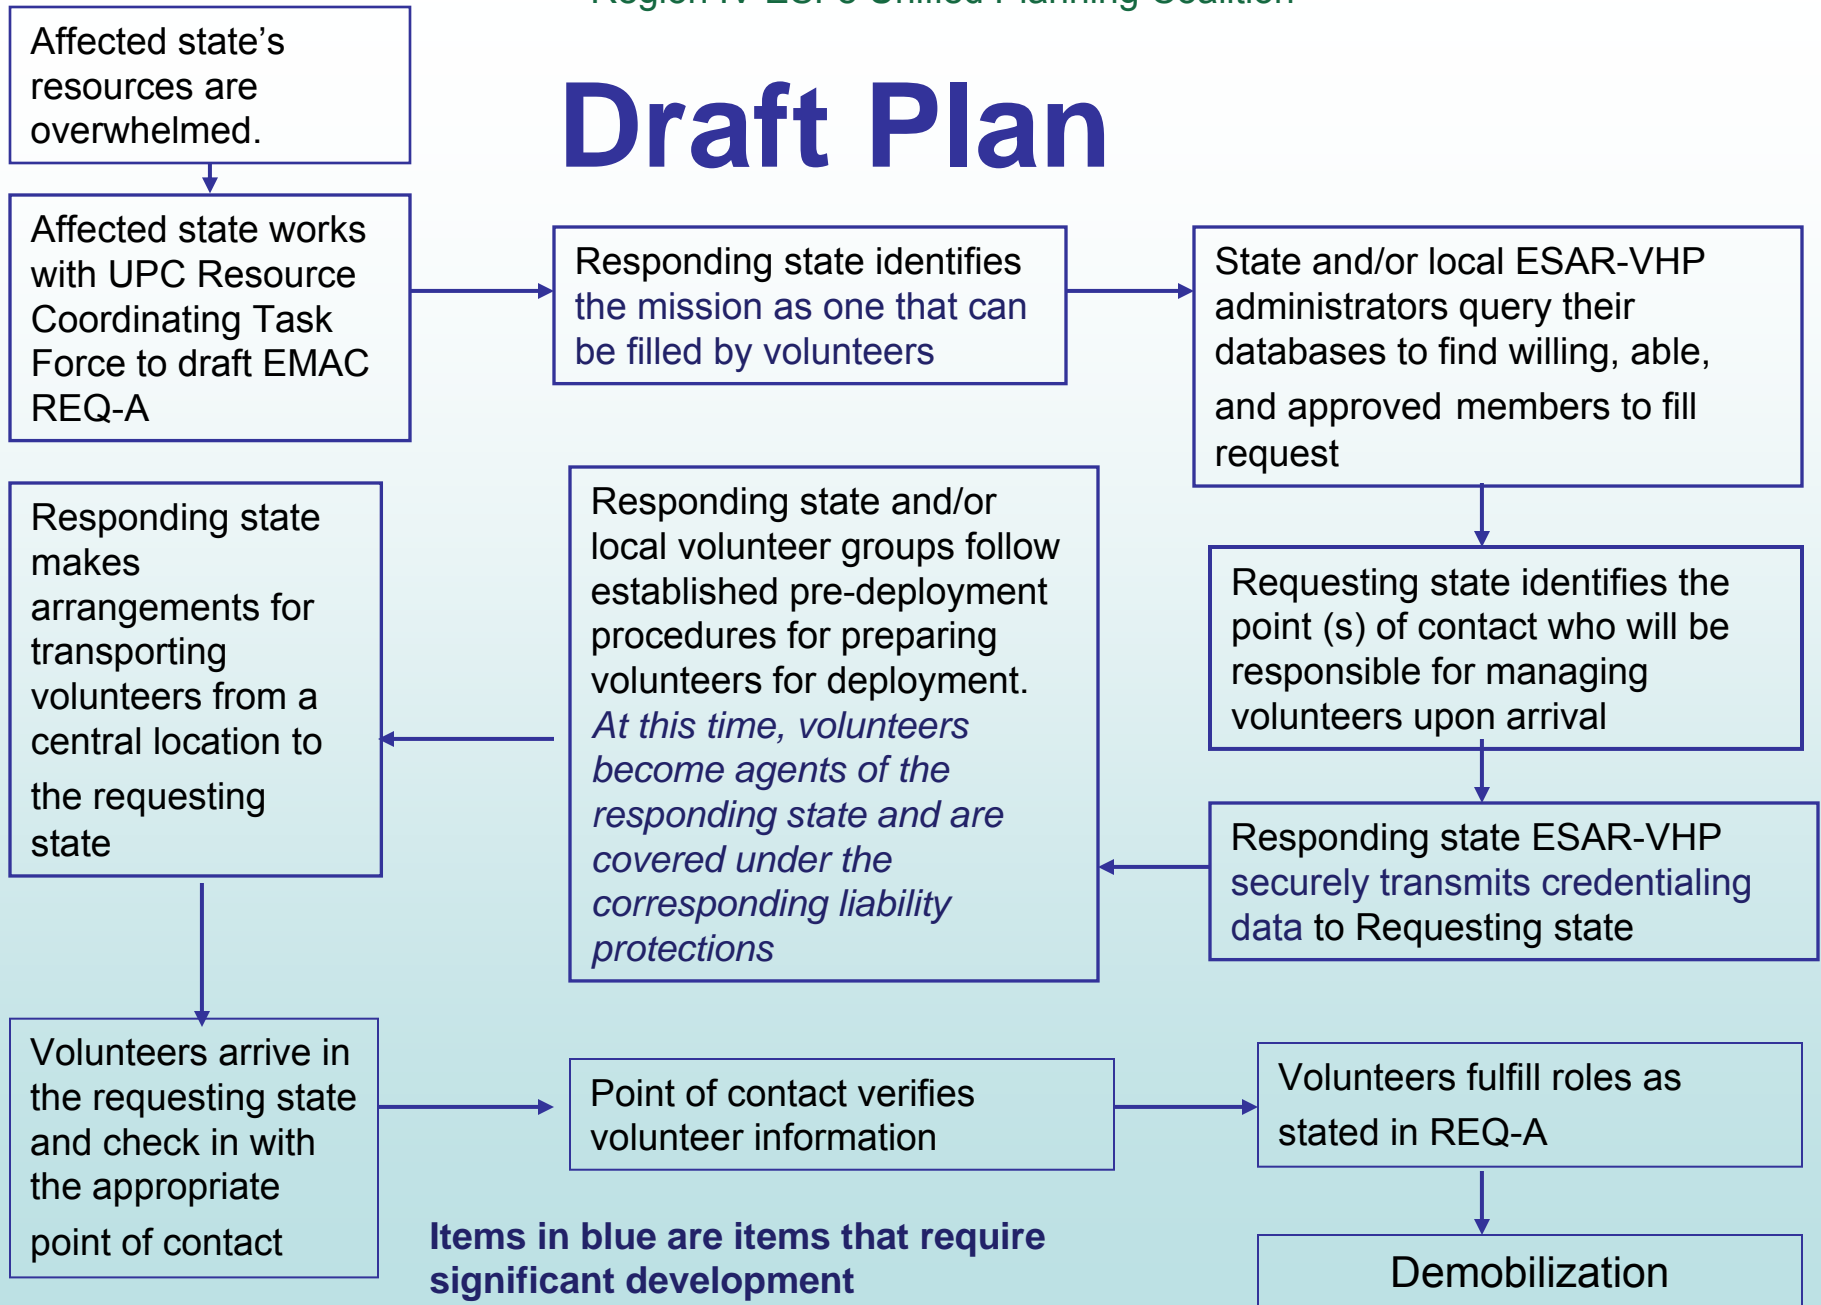 Region IV ESF8 Unified Planning Coalition
Draft Plan
Affected state's
resources are
overwhelmed.
Affected state works
with UPC Resource
Coordinating Task
Force to draft EMAC
REQ-A
Responding state identifies
the mission as one that can
be filled by volunteers
State and/or local ESAR-VHP
administrators query their
databases to find willing, able,
and approved members to fill
request
Requesting state identifies the
point (s) of contact who will be
responsible for managing
volunteers upon arrival
Responding state ESAR-VHP
securely transmits credentialing
data to Requesting state
Responding state and/or
local volunteer groups follow
established pre-deployment
procedures for preparing
volunteers for deployment.
At this time, volunteers
become agents of the
responding state and are
covered under the
corresponding liability
protections
Responding state
makes
arrangements for
transporting
volunteers from a
central location to
the requesting
state
Volunteers arrive in
the requesting state
and check in with
the appropriate
point of contact
Point of contact verifies
volunteer information
Volunteers fulfill roles as
stated in REQ-A
Demobilization
Items in blue are items that require
significant development